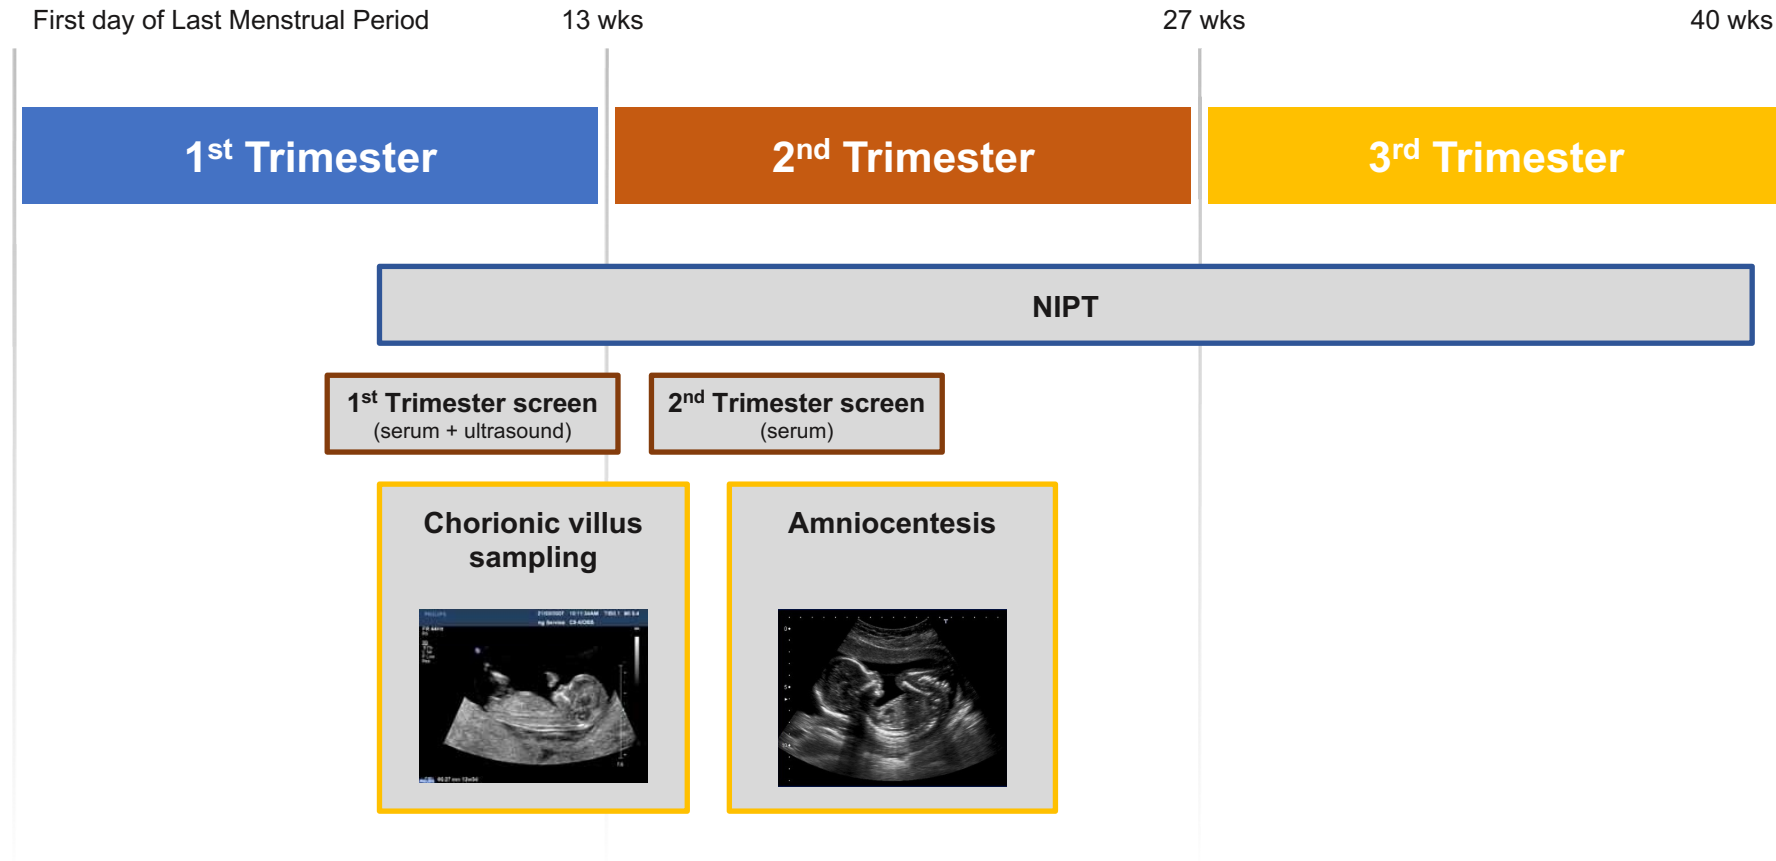 First day of Last Menstrual Period
13 wks
27 wks
40 wks
1st Trimester
2nd Trimester
3rd Trimester
NIPT
1st Trimester screen
(serum + ultrasound)
2nd Trimester screen
(serum)
Chorionic villus
sampling
Amniocentesis
PHILIPS